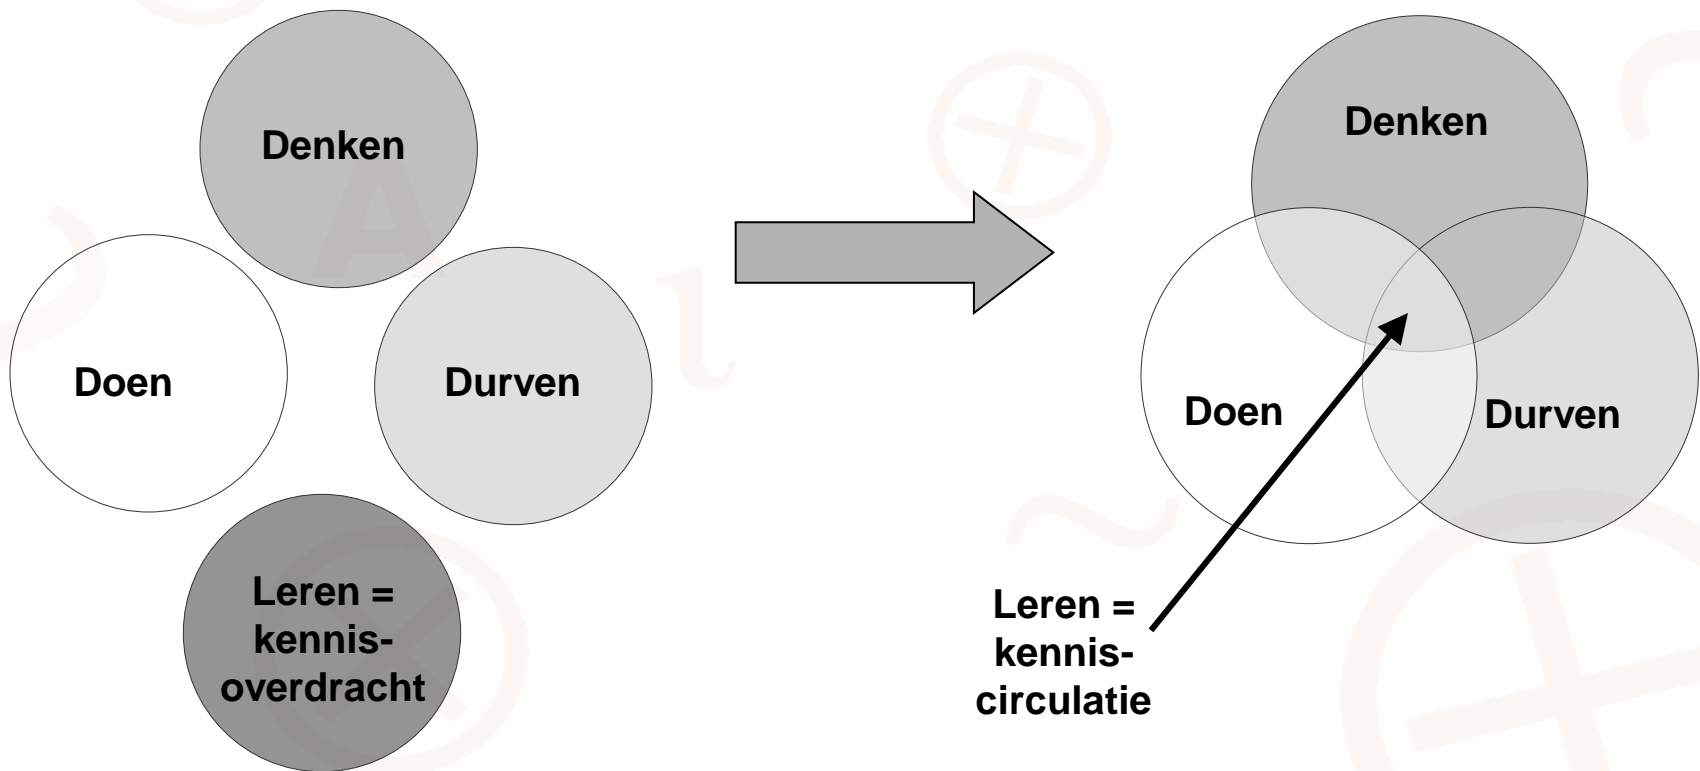 Denken
Doen
Durven
Leren =
kennis-
overdracht
Denken
Doen
Durven
Leren =
kennis-
circulatie